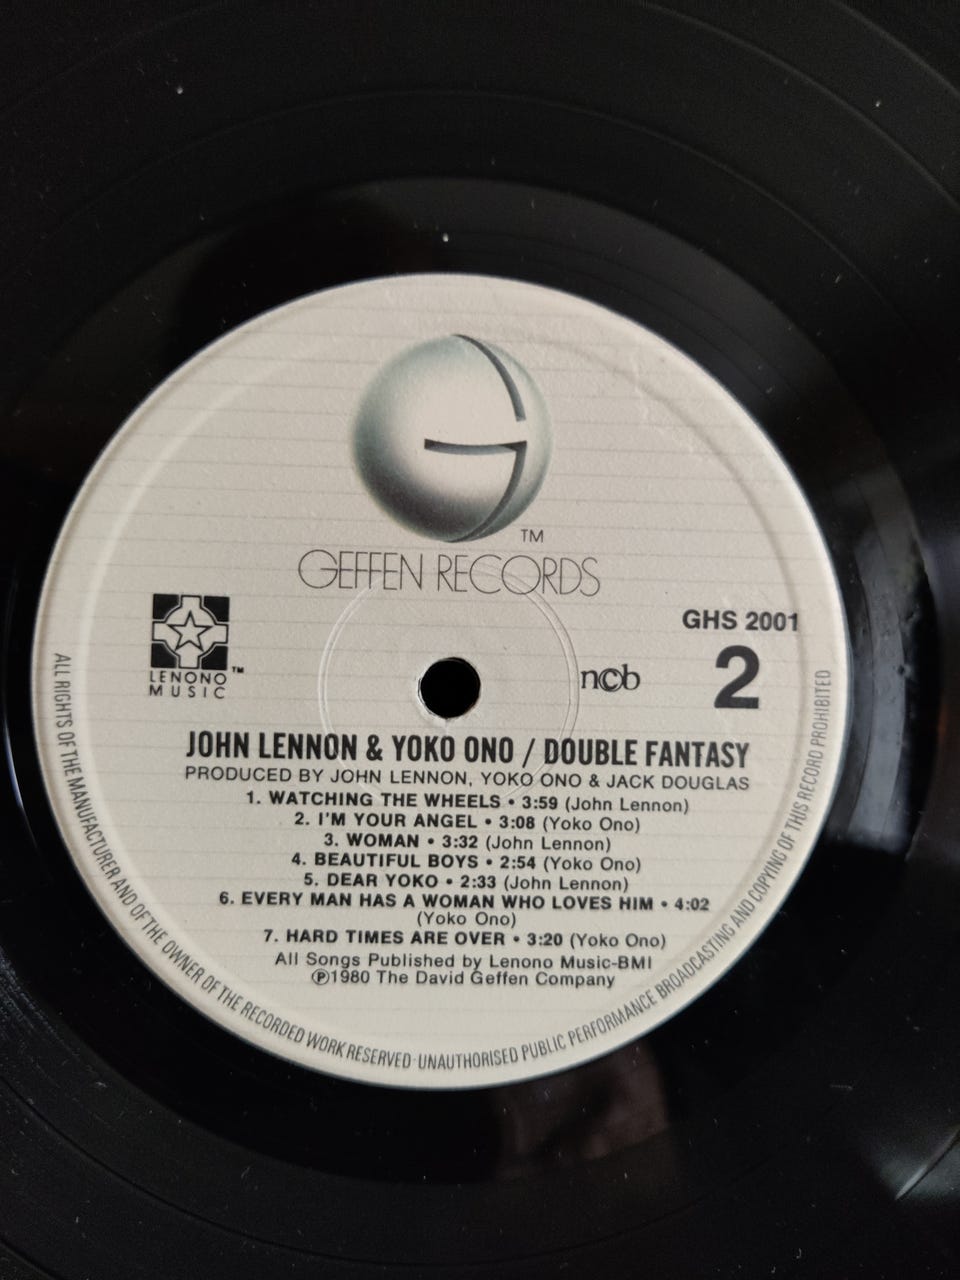 TM
GEFFEN RECORDS
GHS 2001
LENONO
MUSIC
TM
ncb
2
JOHN LENNON & YOKO ONO / DOUBLE FANTASY
PRODUCED BY JOHN LENNON, YOKO ONO & JACK DOUGLAS
1. WATCHING THE WHEELS • 3:59 (John Lennon)
2. I'M YOUR ANGEL • 3:08 (Yoko Ono)
3. WOMAN • 3:32 (John Lennon)
4. BEAUTIFUL BOYS • 2:54 (Yoko Ono)
5. DEAR YOKO • 2:33 (John Lennon)
6. EVERY MAN HAS A WOMAN WHO LOVES HIM • 4:02
(Yoko Ono)
7. HARD TIMES ARE OVER • 3:20 (Yoko Ono)
All Songs Published by Lenono Music-BMI
℗1980 The David Geffen Company
ALL RIGHTS OF THE MANUFACTURER AND OF THE OWNER OF THE RECORDED WORK RESERVED · UNAUTHORISED PUBLIC PERFORMANCE BROADCASTING AND COPYING OF THIS RECORD PROHIBITED